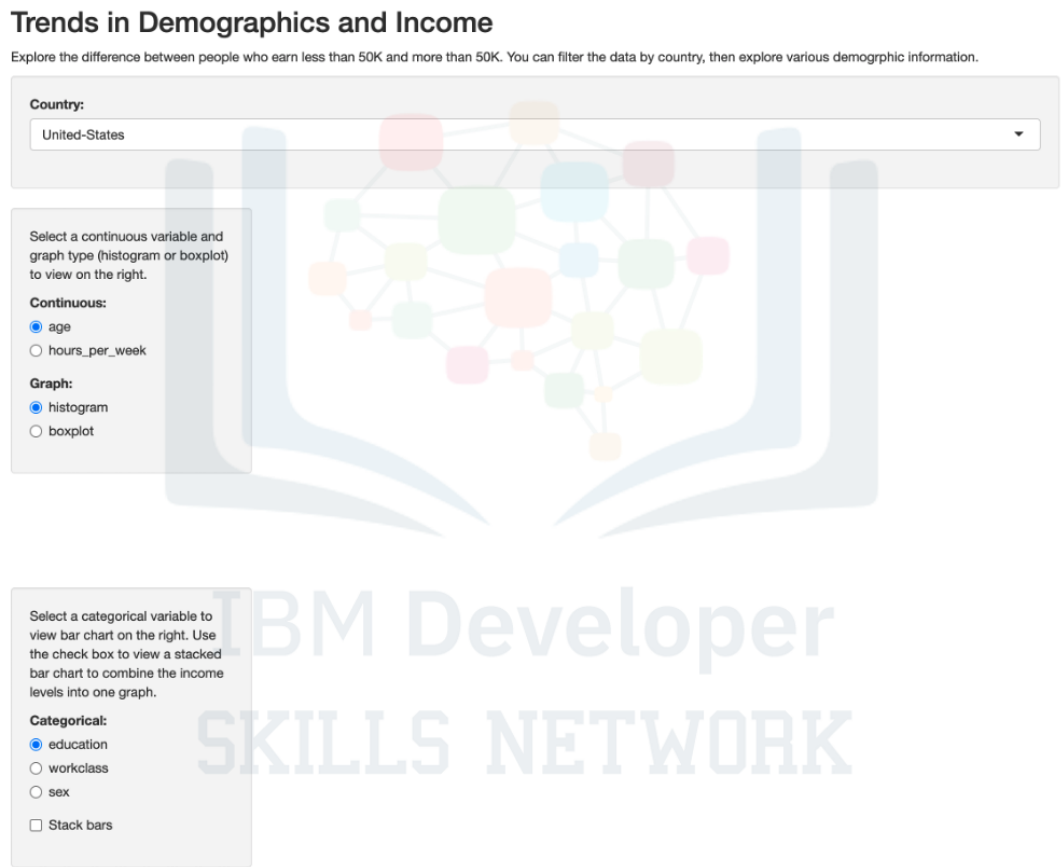 Trends in Demographics and Income
Explore the difference between people who earn less than 50K and more than 50K. You can filter the data by country, then explore various demogrphic information.
Country:
United-States
Select a continuous variable and
graph type (histogram or boxplot)
to view on the right.
Continuous:
age
hours_per_week
Graph:
histogram
boxplot
Select a categorical variable to
view bar chart on the right. Use
the check box to view a stacked
bar chart to combine the income
levels into one graph.
Categorical:
education
workclass
sex
Stack bars
IBM Developer
SKILLS NETWORK